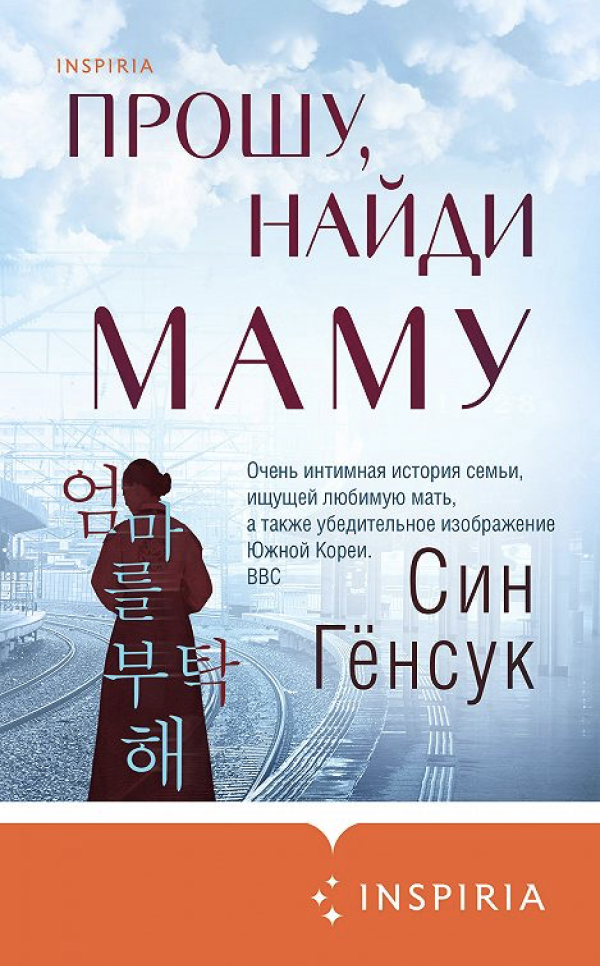 INSPIRIA
ПРОШУ,
НАЙДИ
МАМУ
Очень интимная история семьи,
ищущей любимую мать,
а также убедительное изображение
Южной Кореи.
BBC
Син
Гёнсук
엄마
를
부탁
해
INSPIRIA